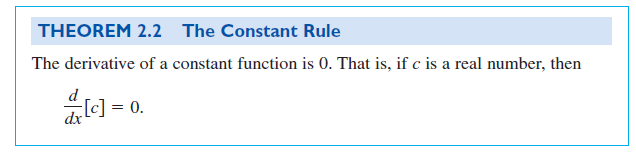 THEOREM 2.2 The Constant Rule
The derivative of a constant function is 0. That is, if c is a real number, then
d/dx [c] = 0.